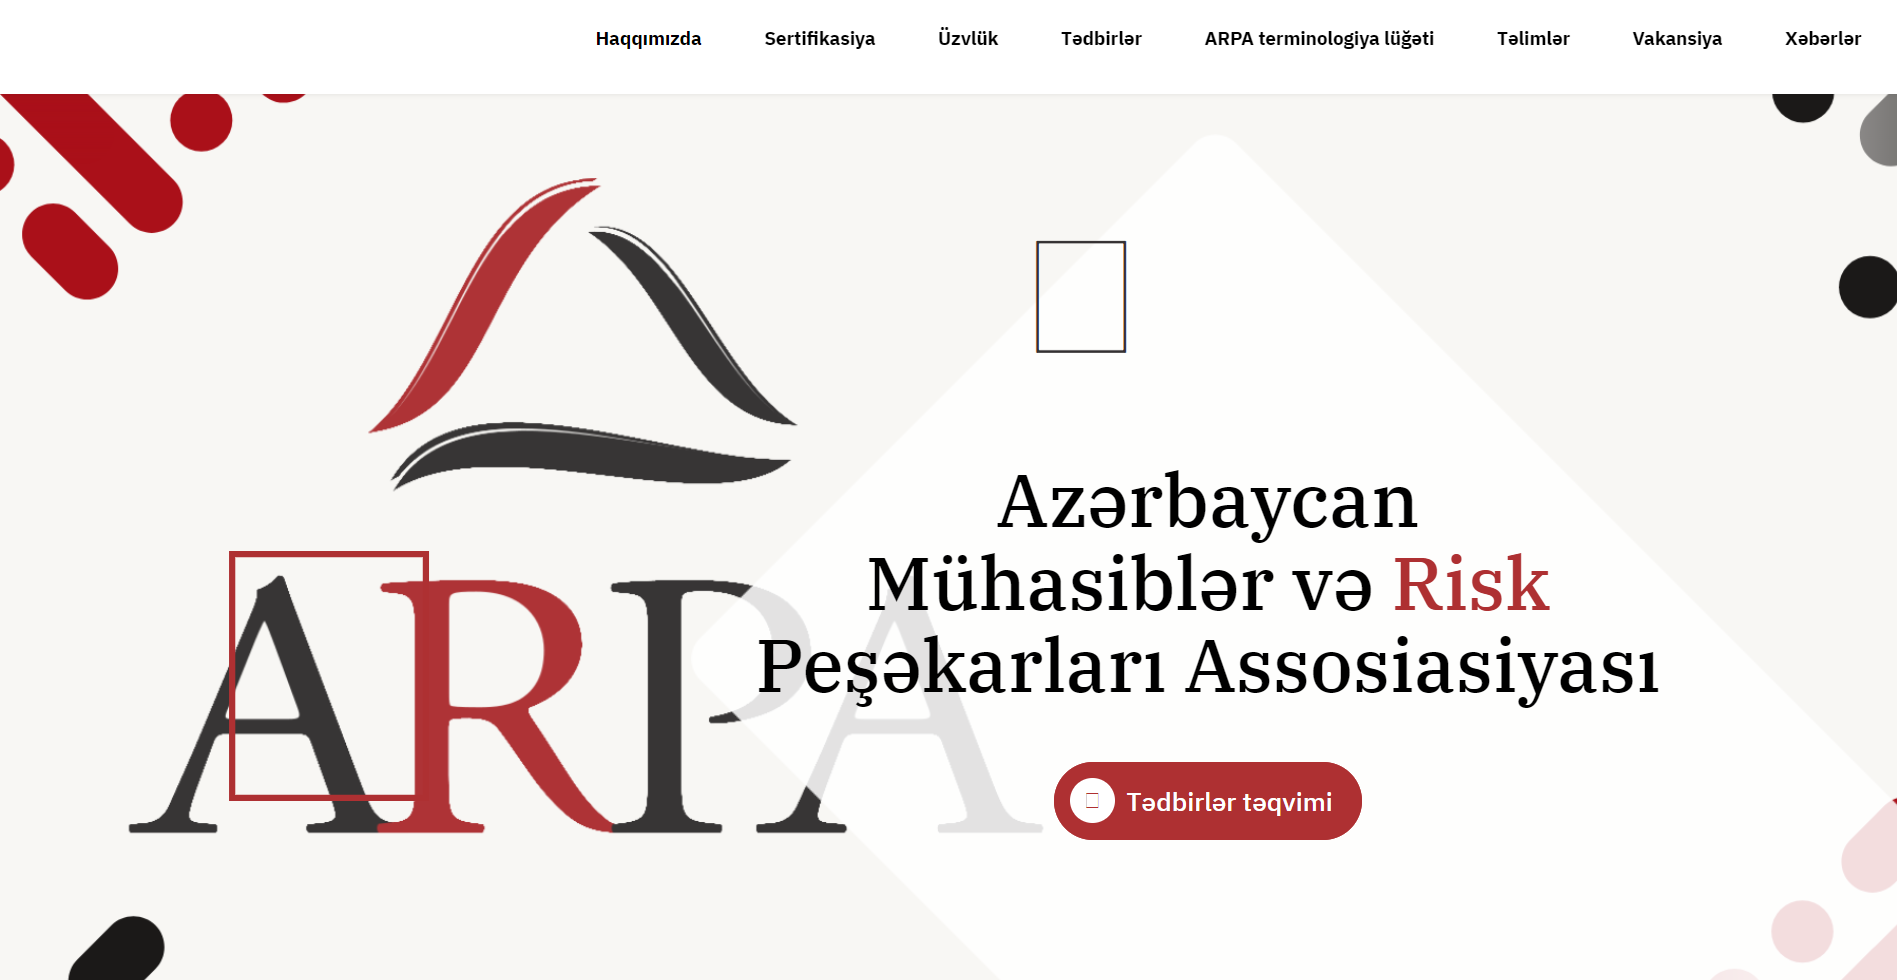 Haqqımızda Sertifikasiya Üzvlük Tədbirlər ARPA terminologiya lüğəti Təlimlər Vakansiya Xəbərlər
ARPA
Azərbaycan
Mühasiblər və Risk
Peşəkarları Assosiasiyası
Tədbirlər təqvimi